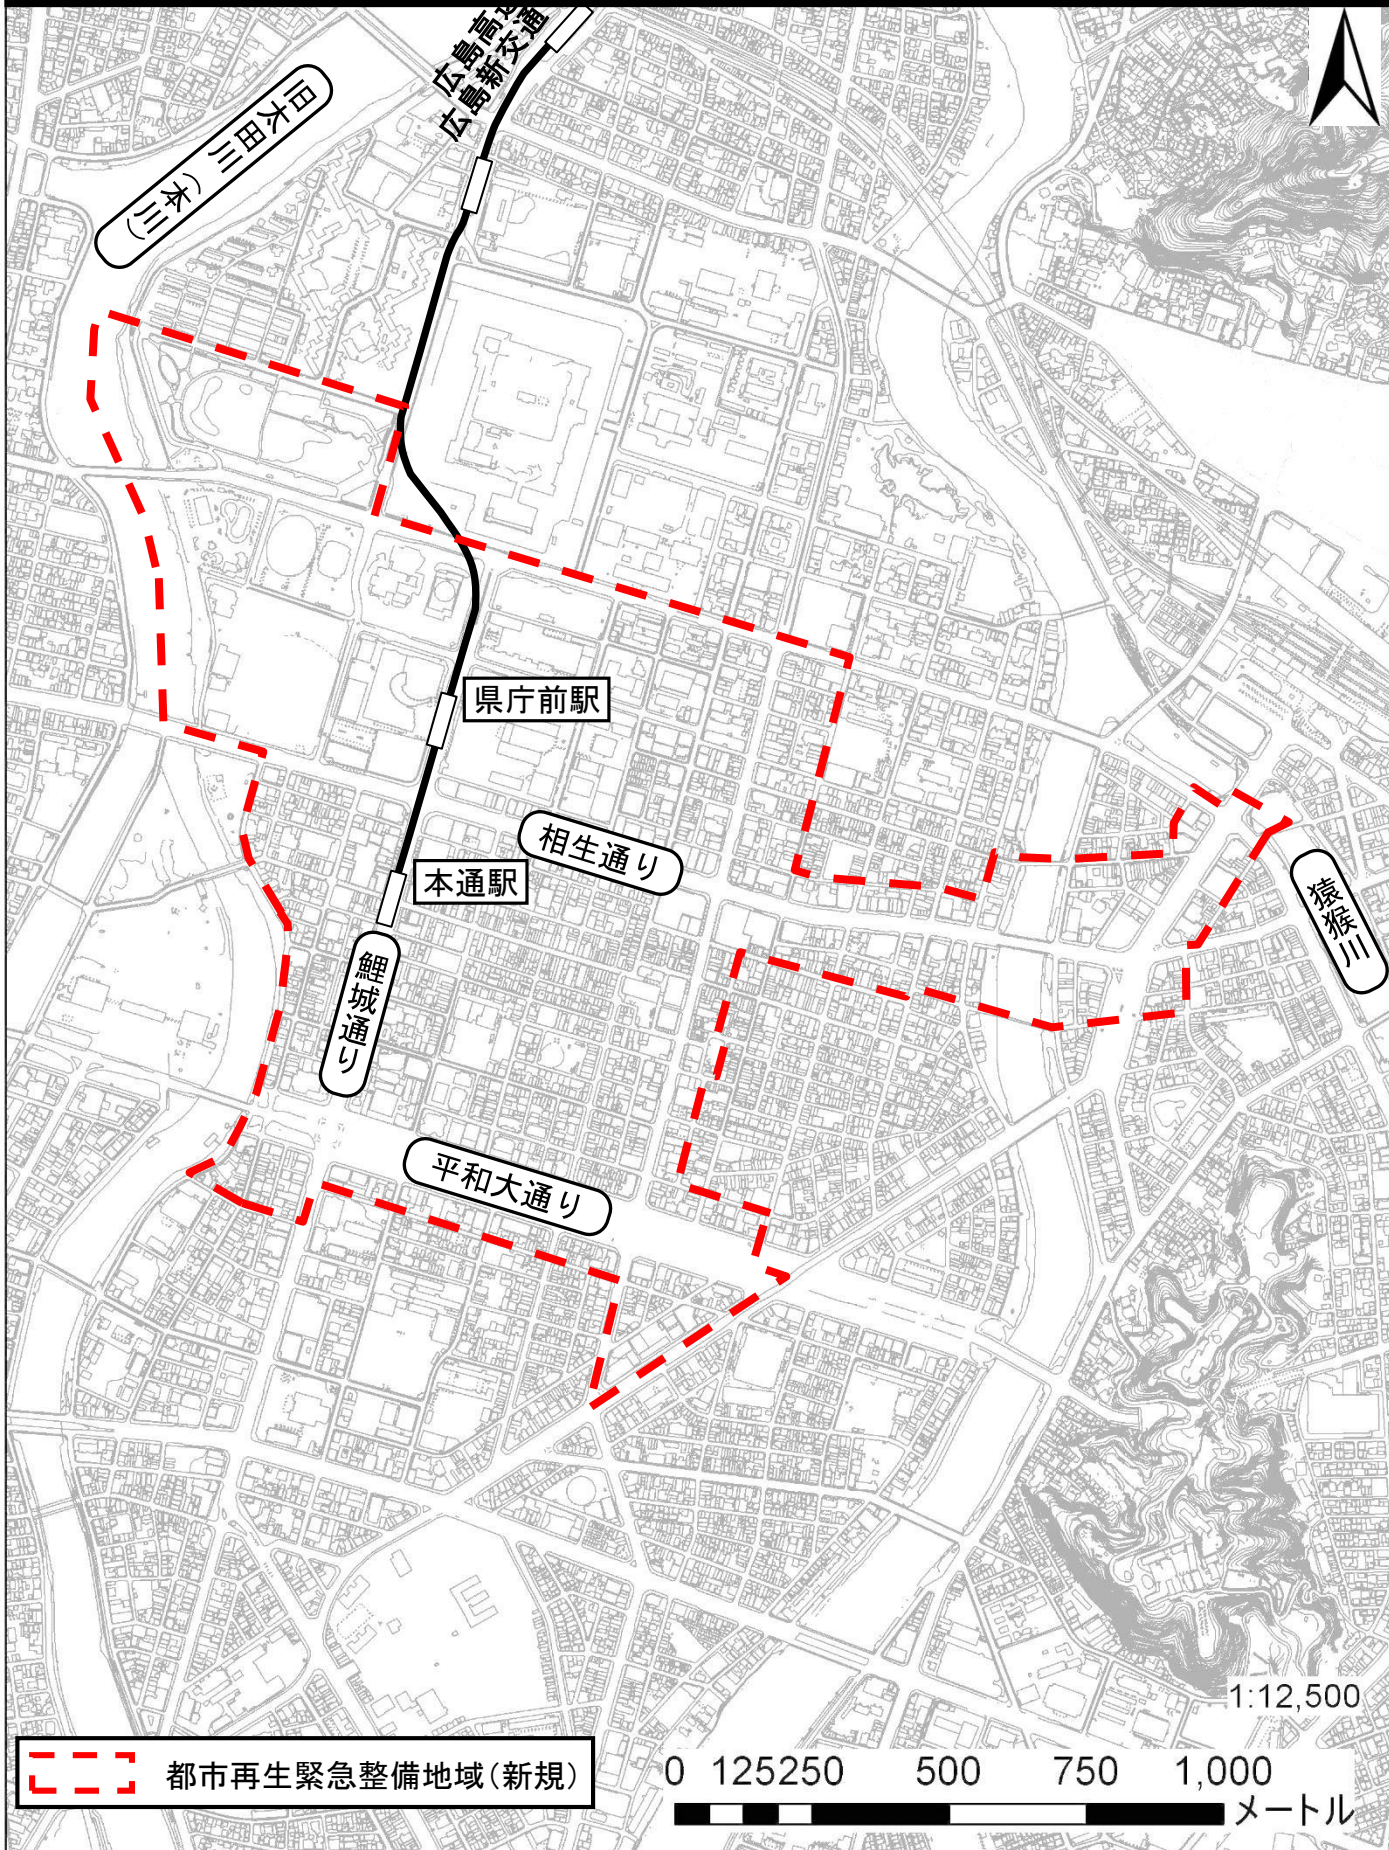 広島高速
広島新交通
旧太田川（本川）
県庁前駅
相生通り
本通駅
猿猴川
鯉城通り
平和大通り
1:12,500
都市再生緊急整備地域（新規）
0 125250 500 750 1,000
メートル